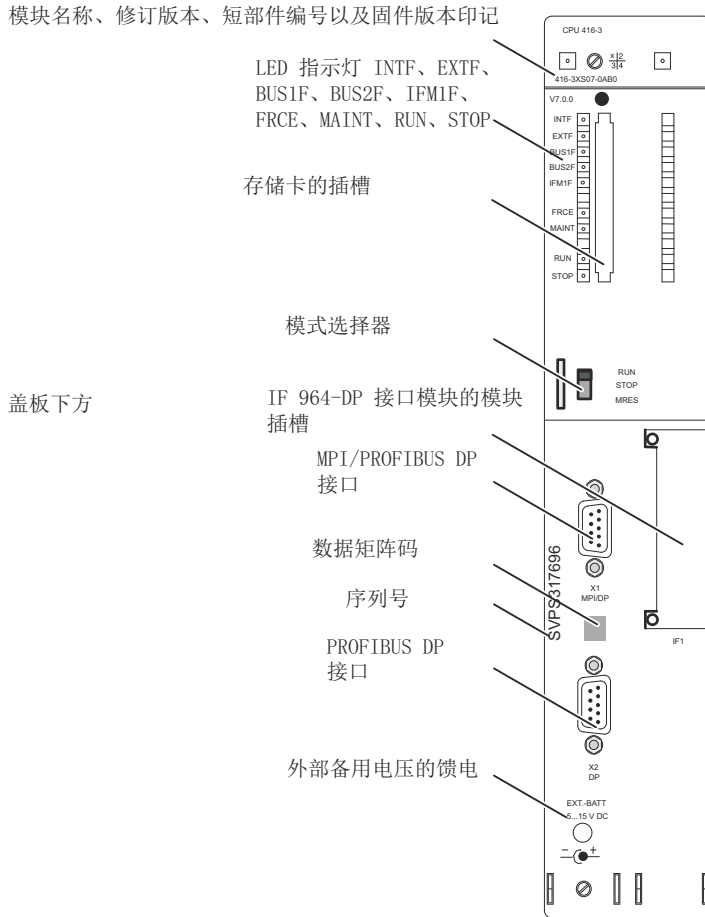 模块名称、修订版本、短部件编号以及固件版本印记
CPU 416-3
X 2
3 4
416-3XS07-0AB0
LED 指示灯 INTF、EXTF、
BUS1F、BUS2F、IFM1F、
FRCE、MAINT、RUN、STOP
V7.0.0
INTF
EXTF
BUS1F
BUS2F
IFM1F
FRCE
MAINT
RUN
STOP
存储卡的插槽
模式选择器
RUN
STOP
MRES
盖板下方
IF 964-DP 接口模块的模块
插槽
MPI/PROFIBUS DP
接口
数据矩阵码
X1
MPI/DP
序列号
SVPS317696
IF1
PROFIBUS DP
接口
X2
DP
外部备用电压的馈电
EXT.-BATT
5...15 V DC
− +